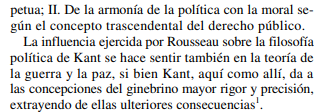 petua; II. De la armonía de la política con la moral se-
gún el concepto trascendental del derecho público.
La influencia ejercida por Rousseau sobre la filosofía
política de Kant se hace sentir también en la teoría de
la guerra y la paz, si bien Kant, aquí como allí, da a
las concepciones del ginebrino mayor rigor y precisión,
extrayendo de ellas ulteriores consecuencias¹.